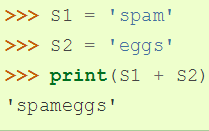 >>> S1 = 'spam'
>>> S2 = 'eggs'
>>> print(S1 + S2)
'spameggs'